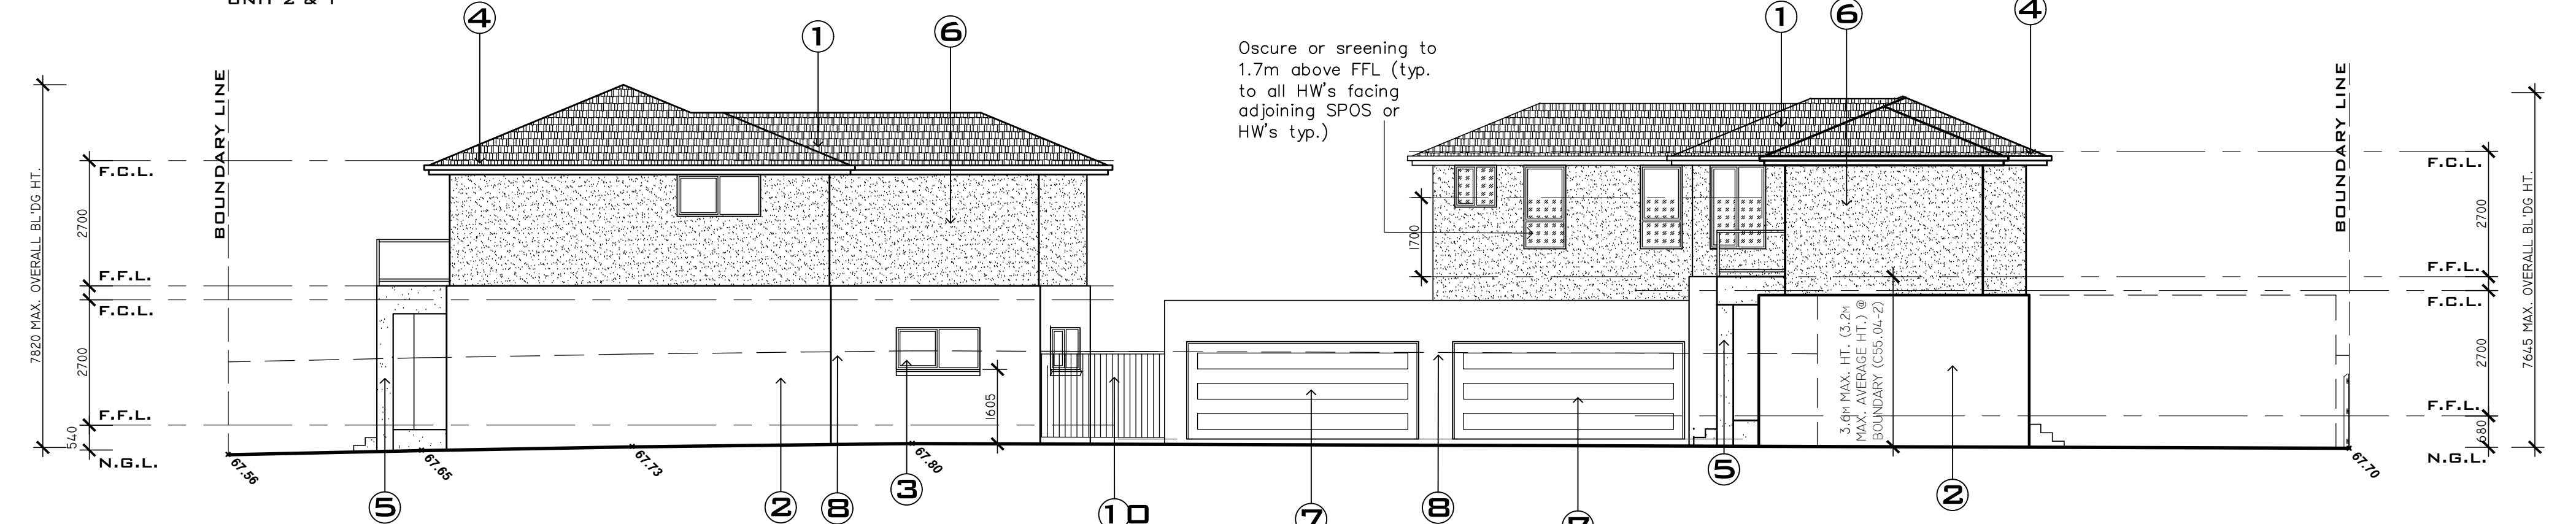 UNIT 2 & 1
4
1
6
1
6
4
Oscure or sreening to
1.7m above FFL (typ.
to all HW's facing
adjoining SPOS or
HW's typ.)
BOUNDARY LINE
BOUNDARY LINE
7820 MAX. OVERALL BL'DG HT.
F.C.L.
2700
F.F.L.
F.C.L.
2700
F.F.L.
540
N.G.L.
1700
1605
3.6M MAX. HT. (3.2M
MAX. AVERAGE HT.) @
BOUNDARY (C55.04-2)
F.C.L.
2700
F.F.L.
F.C.L.
2700
F.F.L.
680
N.G.L.
7645 MAX. OVERALL BL'DG HT.
67.56
67.65
67.73
67.80
67.70
5
2
8
3
10
7
8
7
5
2